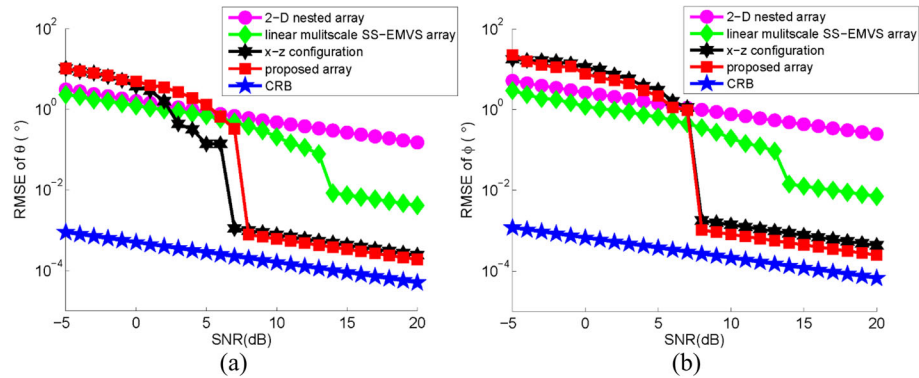 2-D nested array
linear mulitscale SS-EMVS array
x-z configuration
proposed array
CRB
10^2
10^0
10^-2
10^-4
RMSE of θ ( °)
-5
0
5
10
15
20
SNR(dB)
(a)
2-D nested array
linear mulitscale SS-EMVS array
x-z configuration
proposed array
CRB
10^2
10^0
10^-2
10^-4
RMSE of ϕ (°)
-5
0
5
10
15
20
SNR(dB)
(b)